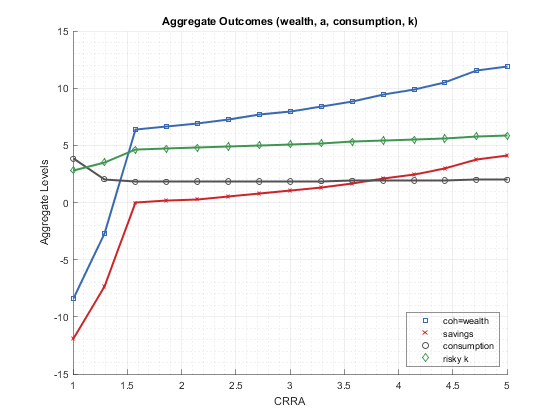 Aggregate Outcomes (wealth, a, consumption, k)
15
10
5
0
-5
-10
-15
Aggregate Levels
1
1.5
2
2.5
3
3.5
4
4.5
5
CRRA
coh=wealth
savings
consumption
risky k